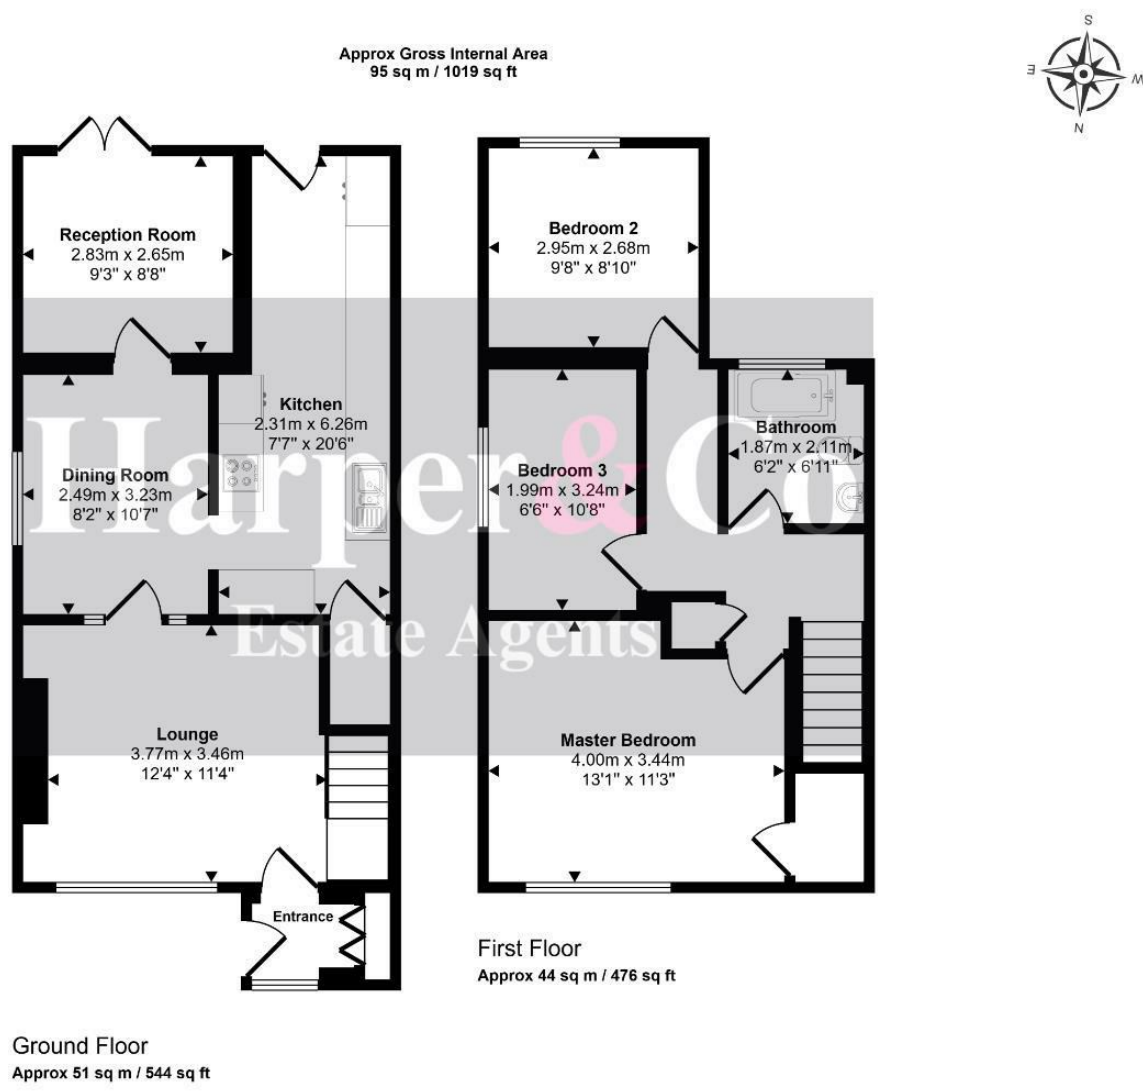 Approx Gross Internal Area
95 sq m / 1019 sq ft
S
E
W
N
Reception Room
2.83m x 2.65m
9'3" x 8'8"
Kitchen
2.31m x 6.26m
7'7" x 20'6"
Dining Room
2.49m x 3.23m
8'2" x 10'7"
Lounge
3.77m x 3.46m
12'4" x 11'4"
Entrance
Bedroom 2
2.95m x 2.68m
9'8" x 8'10"
Bathroom
1.87m x 2.11m
6'2" x 6'11"
Bedroom 3
1.99m x 3.24m
6'6" x 10'8"
Master Bedroom
4.00m x 3.44m
13'1" x 11'3"
Harper&Co
Estate Agents
First Floor
Approx 44 sq m / 476 sq ft
Ground Floor
Approx 51 sq m / 544 sq ft